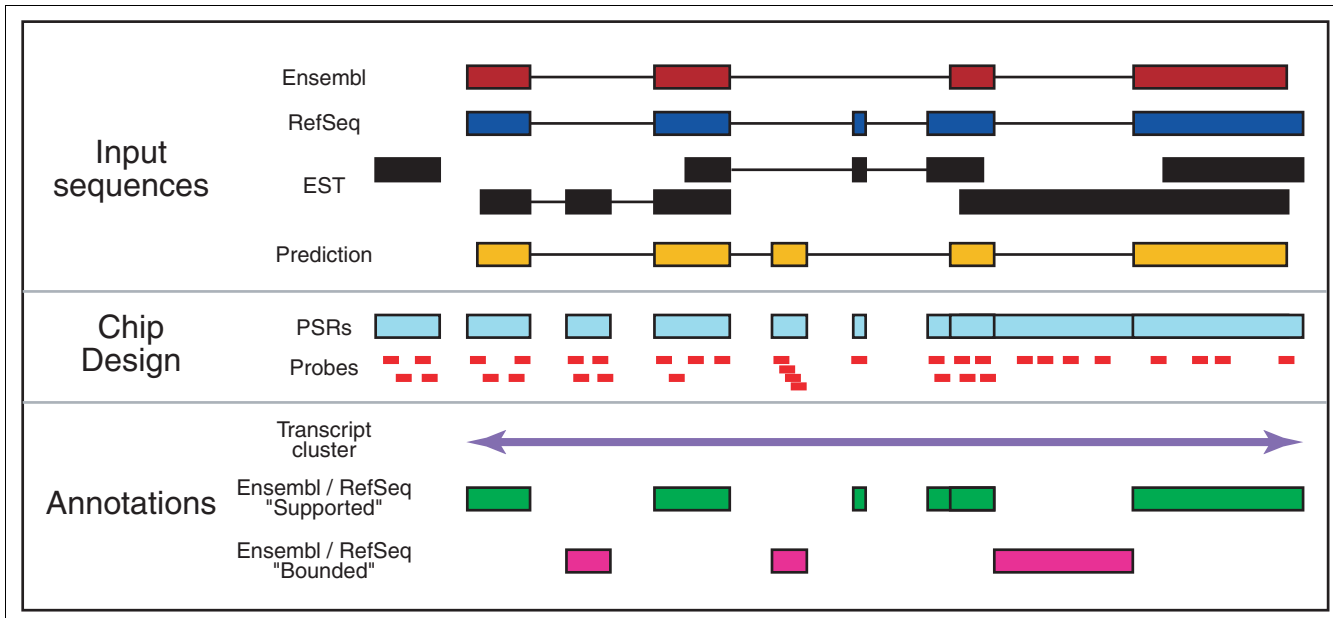 Input
sequences
Ensembl
RefSeq
EST
Prediction
Chip
Design
PSRs
Probes
Annotations
Transcript
cluster
Ensembl / RefSeq
"Supported"
Ensembl / RefSeq
"Bounded"